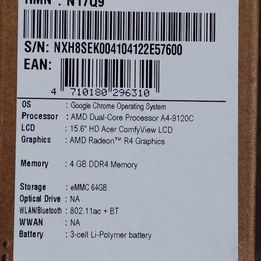 RMN : N17Q9
S/N: NXH8SEK004104122E57600
EAN:
4 710180 296310
OS : Google Chrome Operating System
Processor : AMD Dual-Core Processor A4-9120C
LCD : 15.6" HD Acer ComfyView LCD
Graphics : AMD Radeon™ R4 Graphics
Memory : 4 GB DDR4 Memory
Storage : eMMC 64GB
Optical Drive : NA
WLAN/Bluetooth : 802.11ac + BT
WWAN : NA
Battery : 3-cell Li-Polymer battery